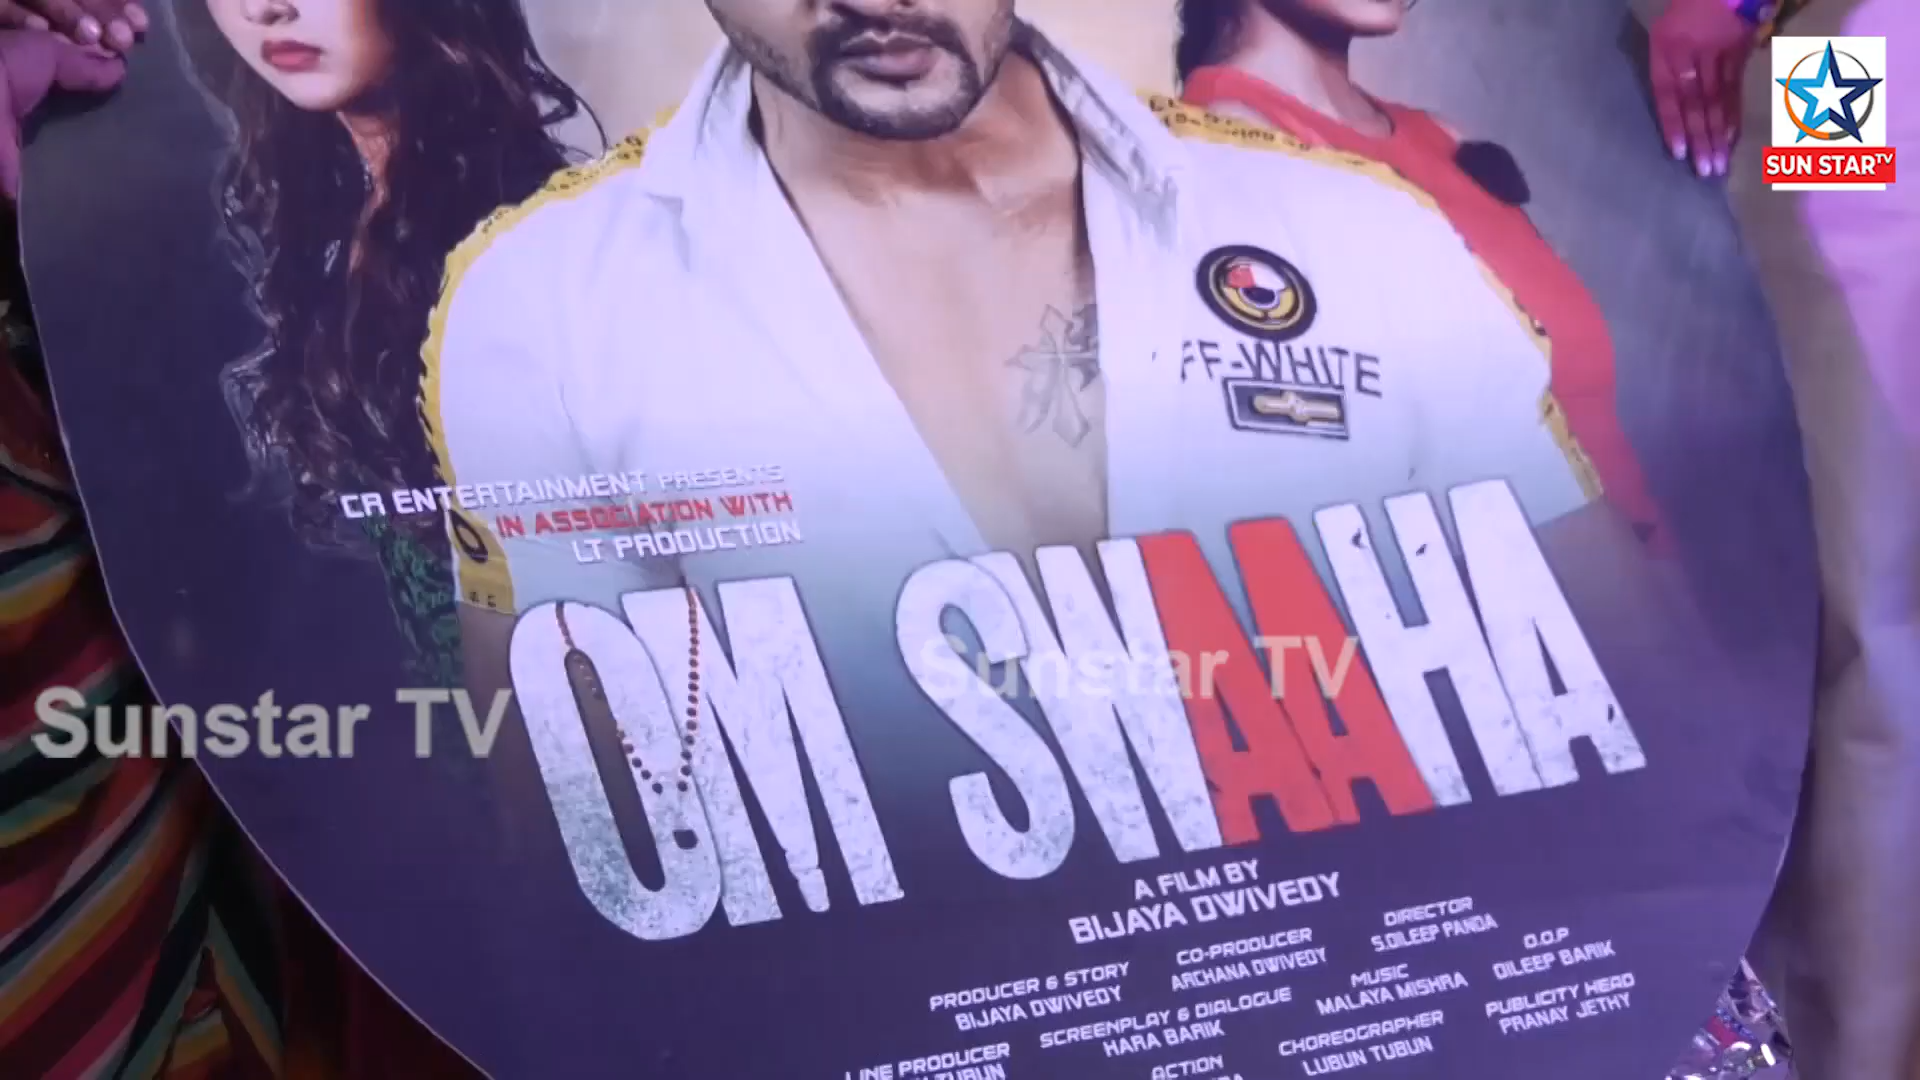 SUN STAR TV
FF-WHITE
CR ENTERTAINMENT PRESENTS
IN ASSOCIATION WITH
LT PRODUCTION
OM SWAAHA
Sunstar TV
Sunstar TV
A FILM BY
BIJAYA DWIVEDY
PRODUCER & STORY
BIJAYA DWIVEDY
CO-PRODUCER
ARCHANA DWIVEDY
DIRECTOR
S.DILEEP PANDA
SCREENPLAY & DIALOGUE
HARA BARIK
MUSIC
MALAYA MISHRA
D.O.P
DILEEP BARIK
LINE PRODUCER
TUBUN
ACTION
CHOREOGRAPHER
LUBUN TUBUN
PUBLICITY HEAD
PRANAY JETHY